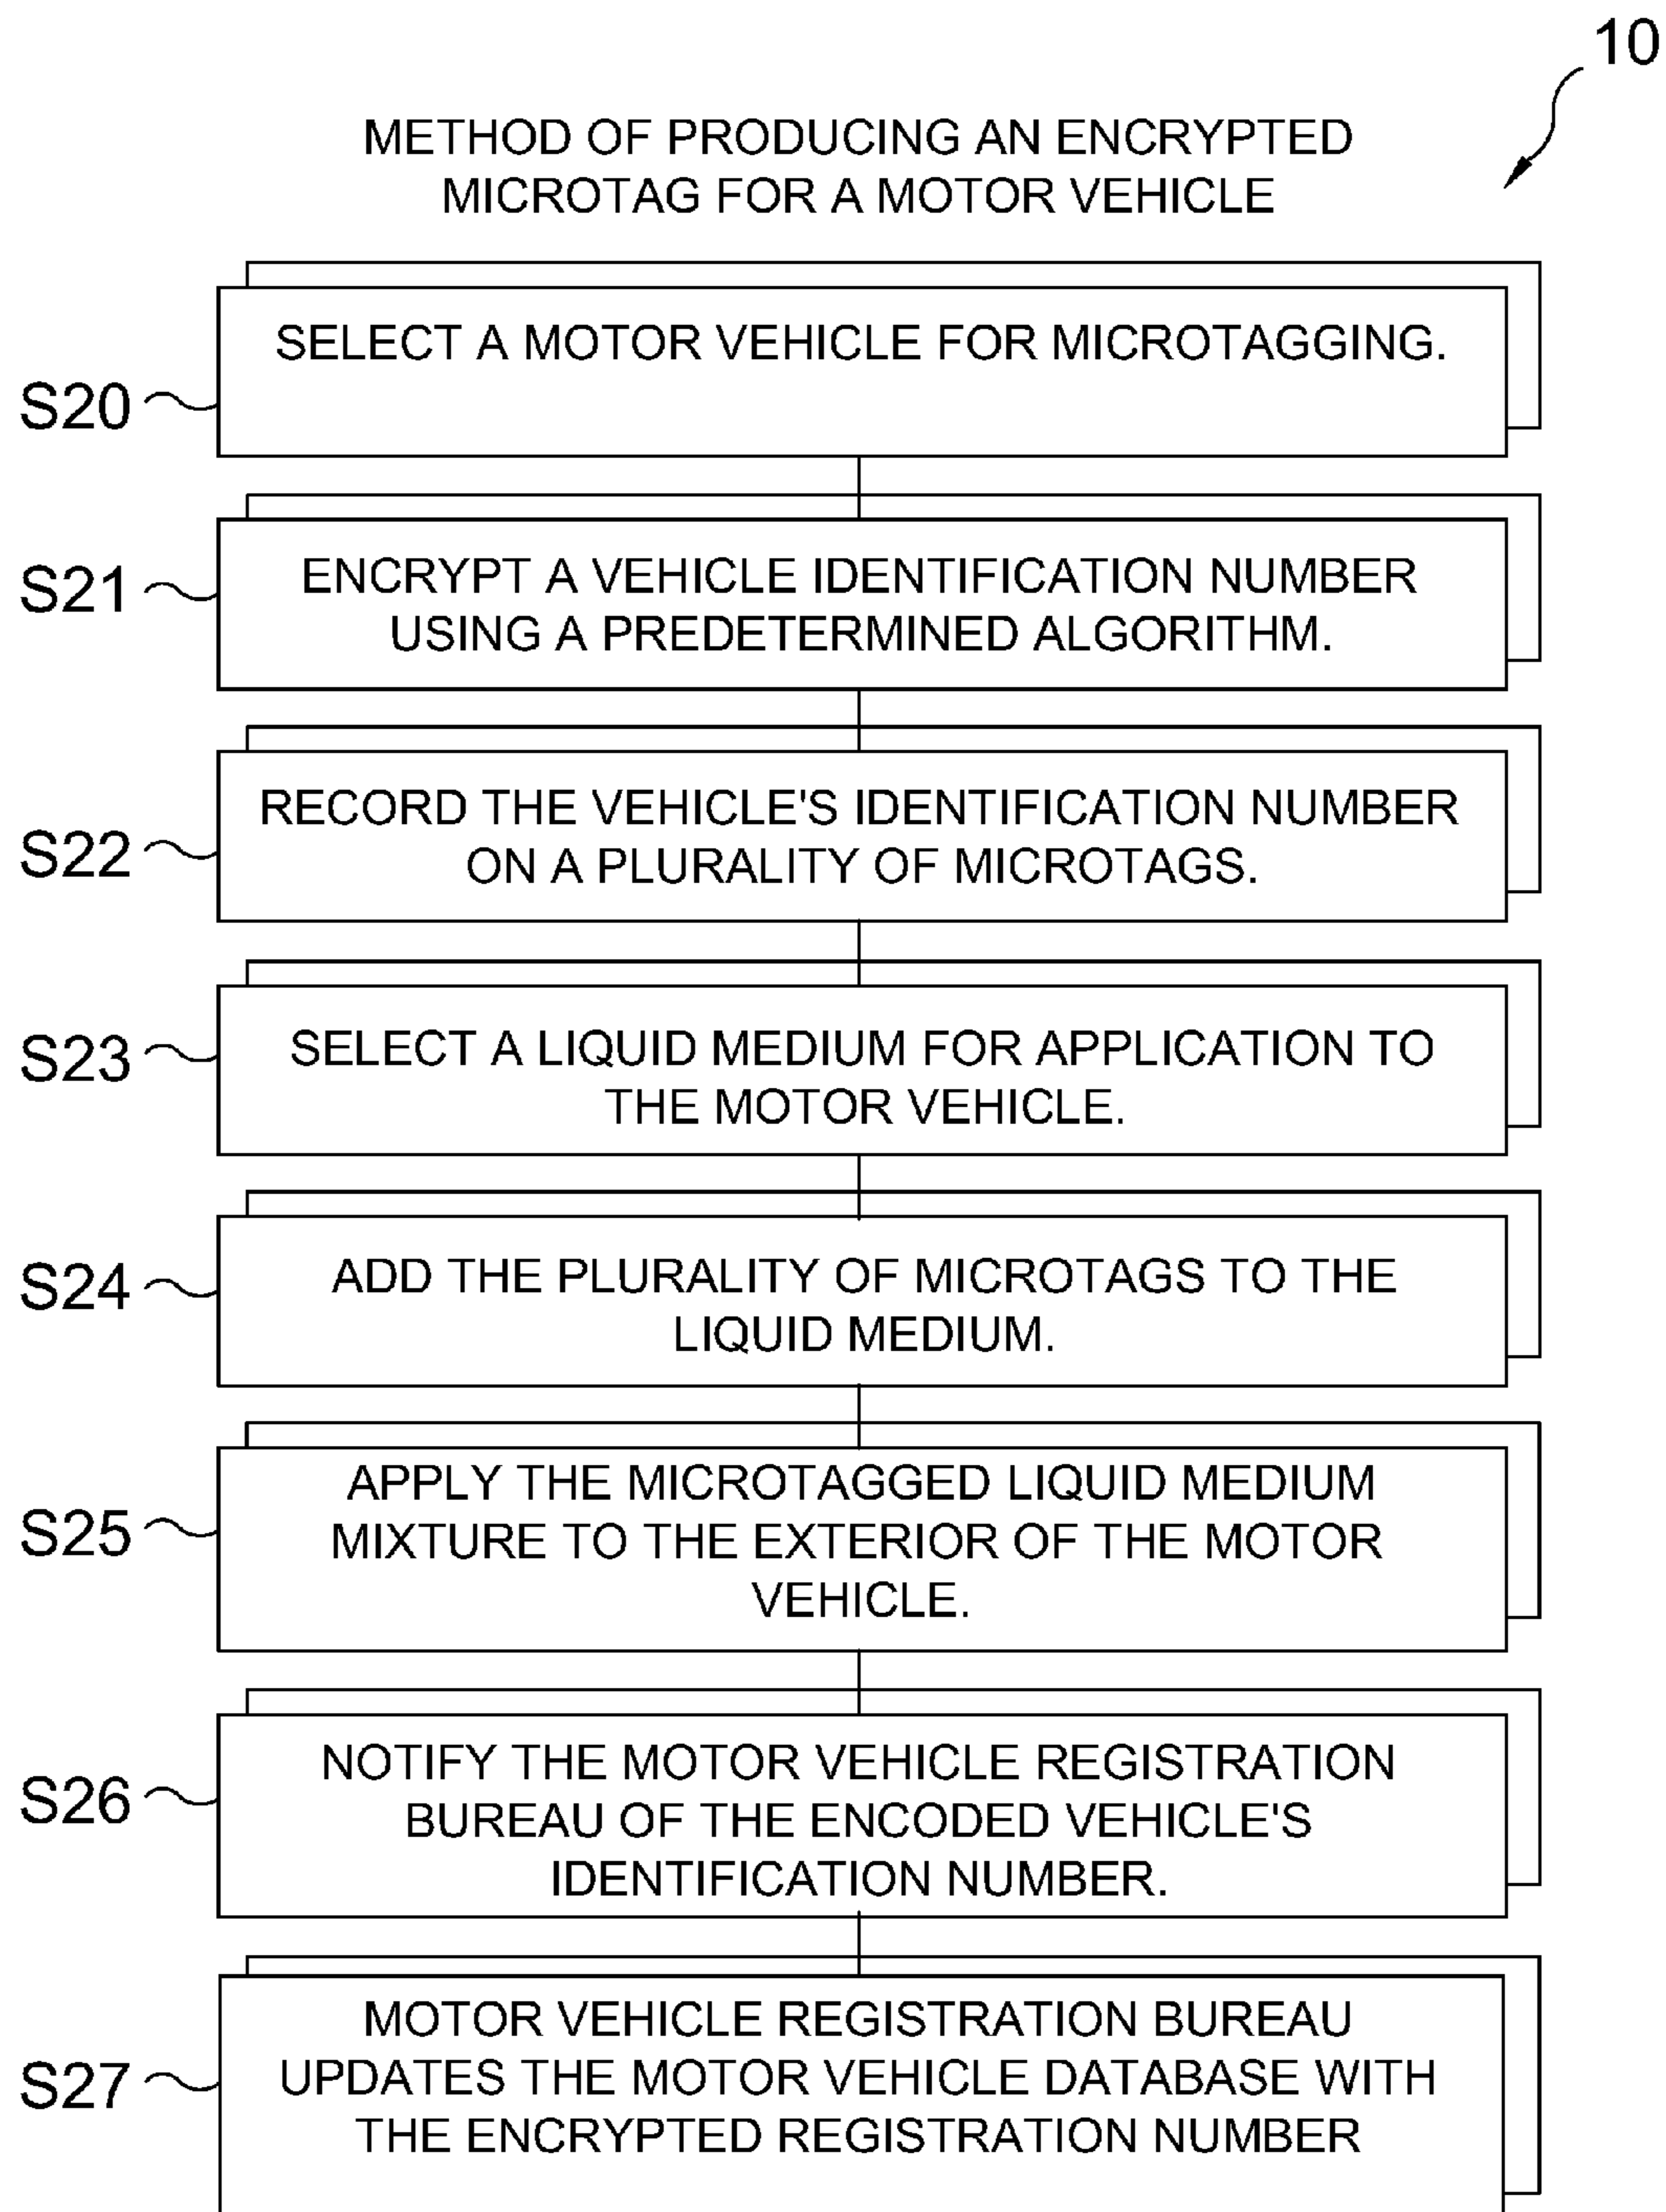 10
METHOD OF PRODUCING AN ENCRYPTED
MICROTAG FOR A MOTOR VEHICLE
SELECT A MOTOR VEHICLE FOR MICROTAGGING.
S20
ENCRYPT A VEHICLE IDENTIFICATION NUMBER
USING A PREDETERMINED ALGORITHM.
S21
RECORD THE VEHICLE'S IDENTIFICATION NUMBER
ON A PLURALITY OF MICROTAGS.
S22
SELECT A LIQUID MEDIUM FOR APPLICATION TO
THE MOTOR VEHICLE.
S23
ADD THE PLURALITY OF MICROTAGS TO THE
LIQUID MEDIUM.
S24
APPLY THE MICROTAGGED LIQUID MEDIUM
MIXTURE TO THE EXTERIOR OF THE MOTOR
VEHICLE.
S25
NOTIFY THE MOTOR VEHICLE REGISTRATION
BUREAU OF THE ENCODED VEHICLE'S
IDENTIFICATION NUMBER.
S26
MOTOR VEHICLE REGISTRATION BUREAU
UPDATES THE MOTOR VEHICLE DATABASE WITH
THE ENCRYPTED REGISTRATION NUMBER
S27